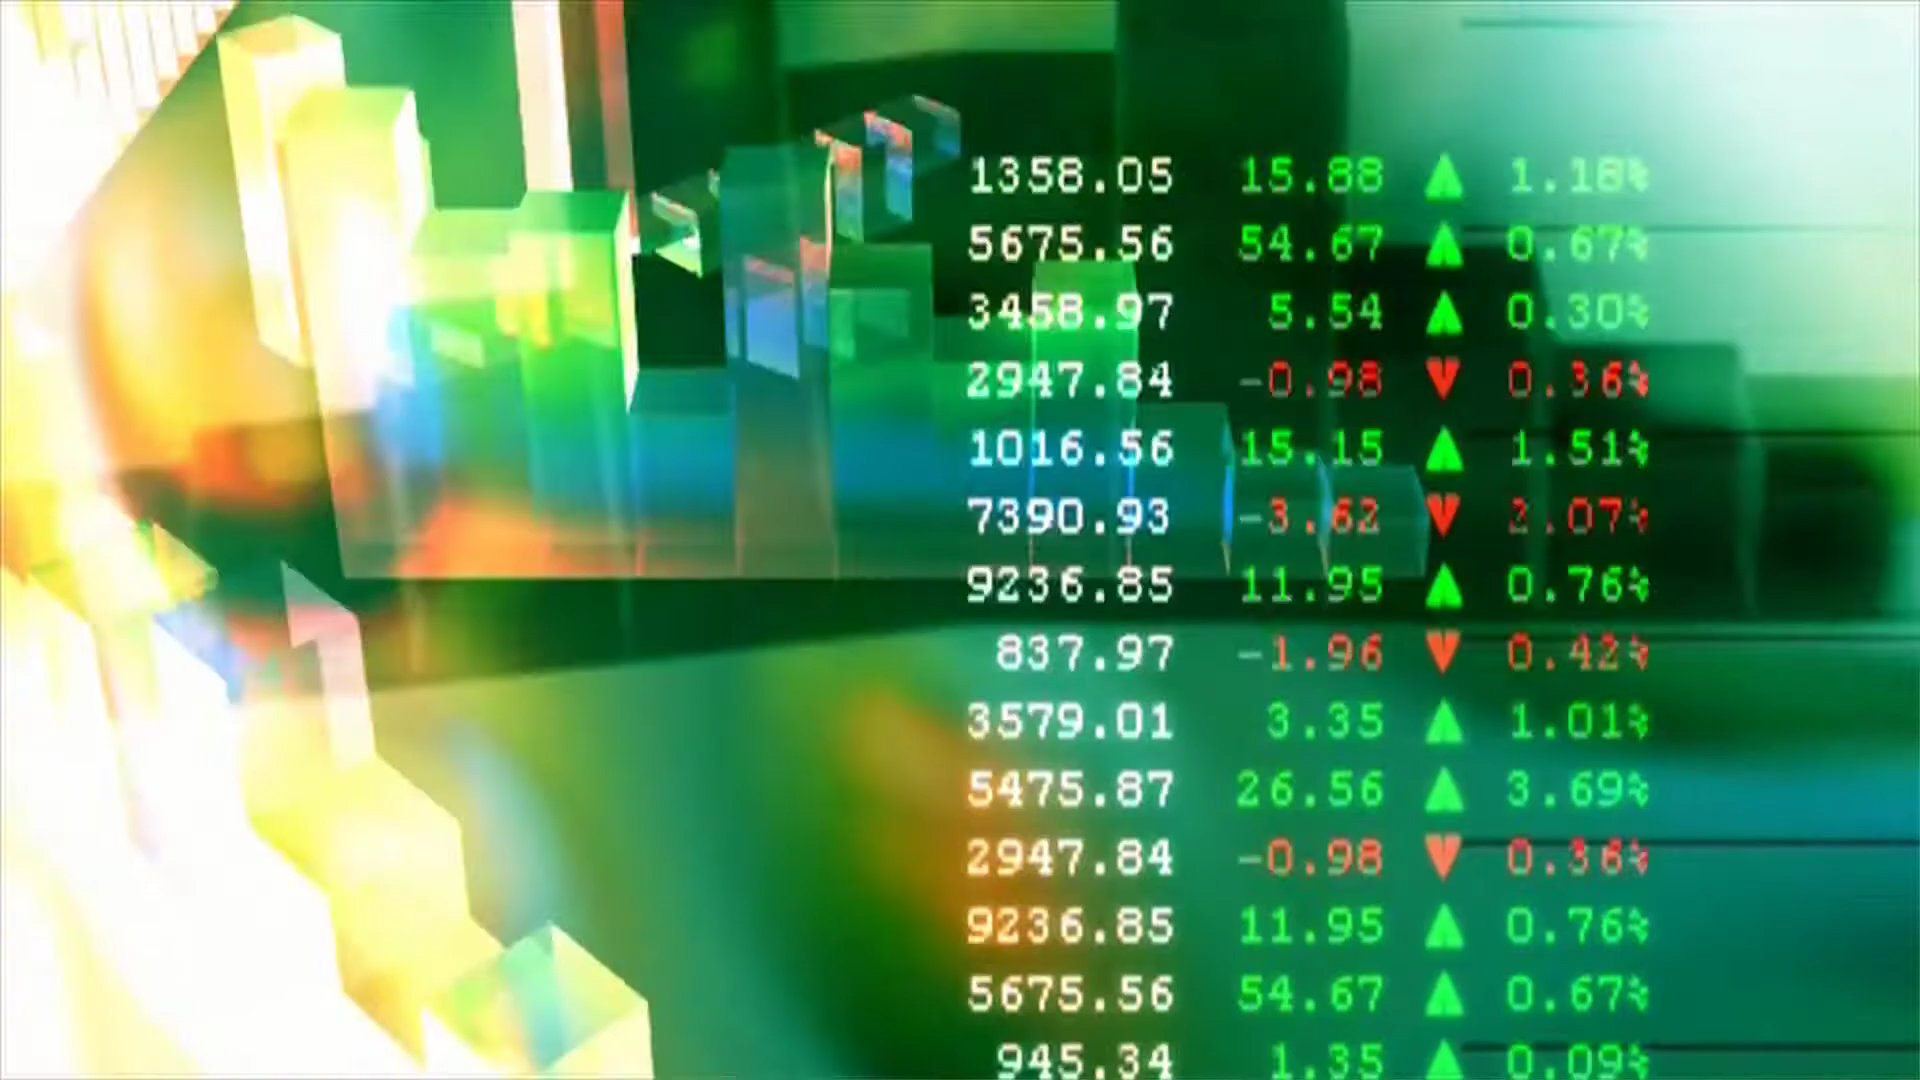 1358.05 15.88 ▲ 1.18%
5675.56 54.67 ▲ 0.67%
3458.97 5.54 ▲ 0.30%
2947.84 -0.98 ▼ 0.36%
1016.56 15.15 ▲ 1.51%
7390.93 -3.62 ▼ 2.07%
9236.85 11.95 ▲ 0.76%
837.97 -1.96 ▼ 0.42%
3579.01 3.35 ▲ 1.01%
5475.87 26.56 ▲ 3.69%
2947.84 -0.98 ▼ 0.36%
9236.85 11.95 ▲ 0.76%
5675.56 54.67 ▲ 0.67%
945.34 1.35 ▲ 0.09%